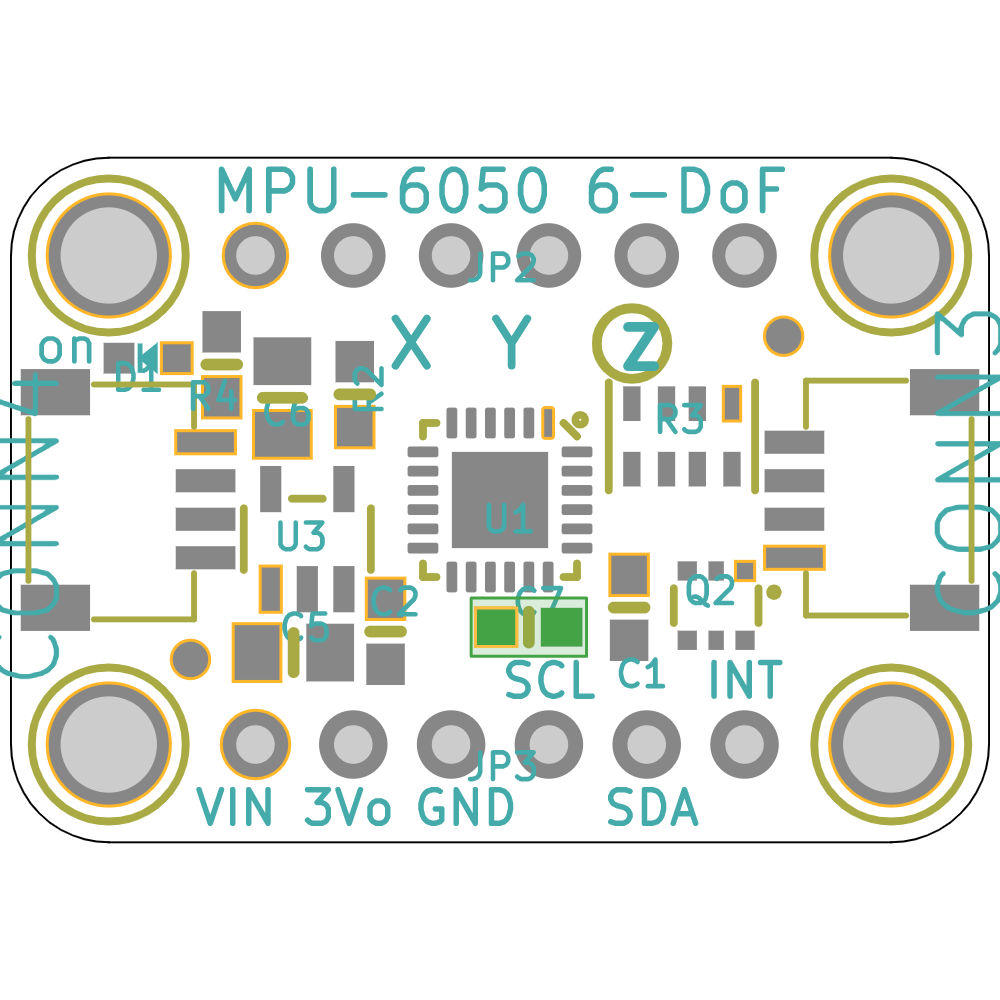 MPU-6050 6-DoF
JP2
X Y Z
on
D1
R4
C6
R2
R3
CONN4
CONN3
U1
U3
C2
C7
Q2
C5
SCL
C1
INT
JP3
VIN 3Vo GND SDA